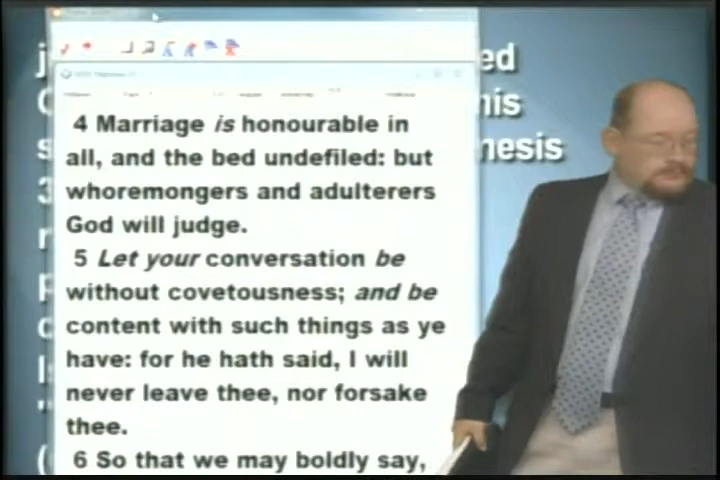 4 Marriage is honourable in
all, and the bed undefiled: but
whoremongers and adulterers
God will judge.
5 Let your conversation be
without covetousness; and be
content with such things as ye
have: for he hath said, I will
never leave thee, nor forsake
thee.
6 So that we may boldly say,
ed
his
nesis